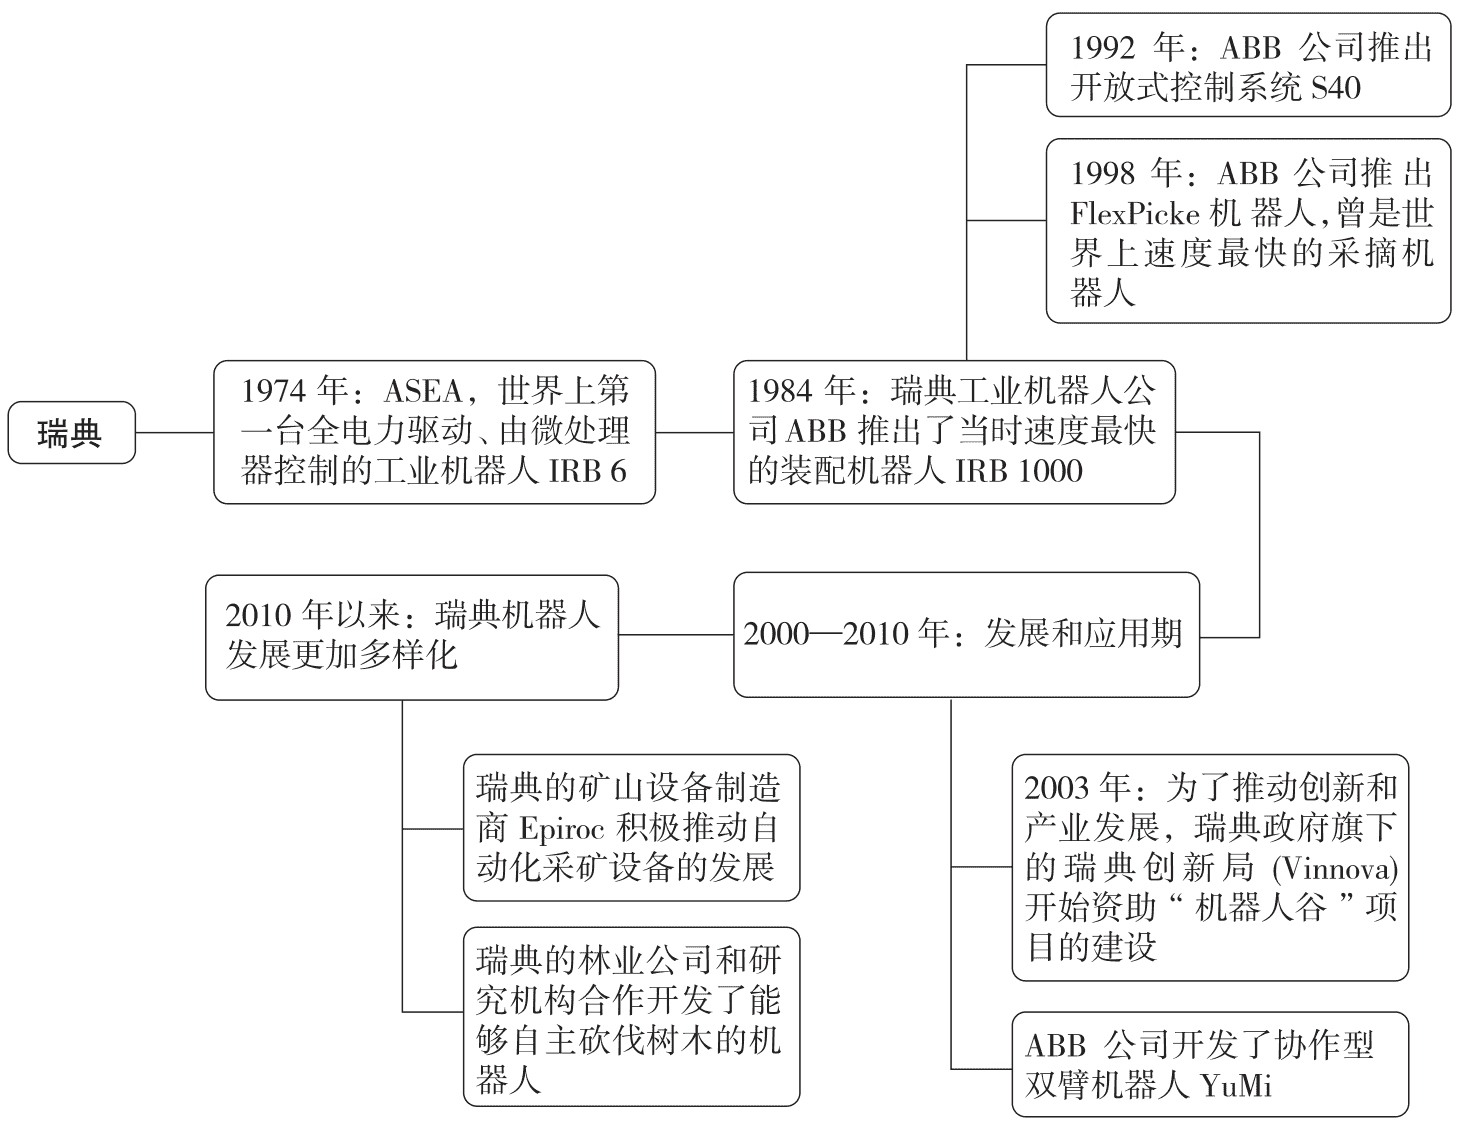 瑞典
1974 年：ASEA，世界上第
一台全电力驱动、由微处理
器控制的工业机器人 IRB 6
1984 年：瑞典工业机器人公
司 ABB 推出了当时速度最快
的装配机器人 IRB 1000
1992 年：ABB 公司推出
开放式控制系统 S40
1998 年：ABB 公司推出
FlexPicke 机器人，曾是世
界上速度最快的采摘机
器人
2000—2010 年：发展和应用期
2003 年：为了推动创新和
产业发展，瑞典政府旗下
的瑞典创新局 (Vinnova)
开始资助“机器人谷”项
目的建设
ABB 公司开发了协作型
双臂机器人 YuMi
2010 年以来：瑞典机器人
发展更加多样化
瑞典的矿山设备制造
商 Epiroc 积极推动自
动化采矿设备的发展
瑞典的林业公司和研
究机构合作开发了能
够自主砍伐树木的机
器人